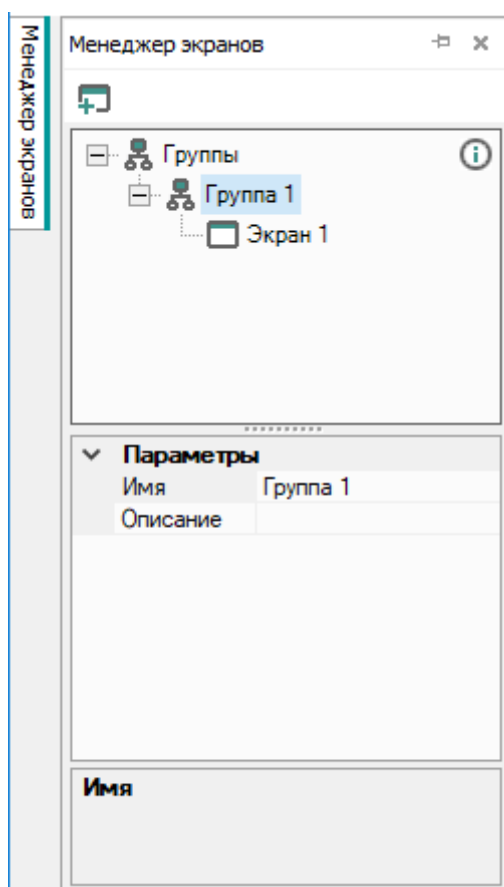 Менеджер экранов
Менеджер экранов
Группы
Группа 1
Экран 1
Параметры
Имя Группа 1
Описание
Имя